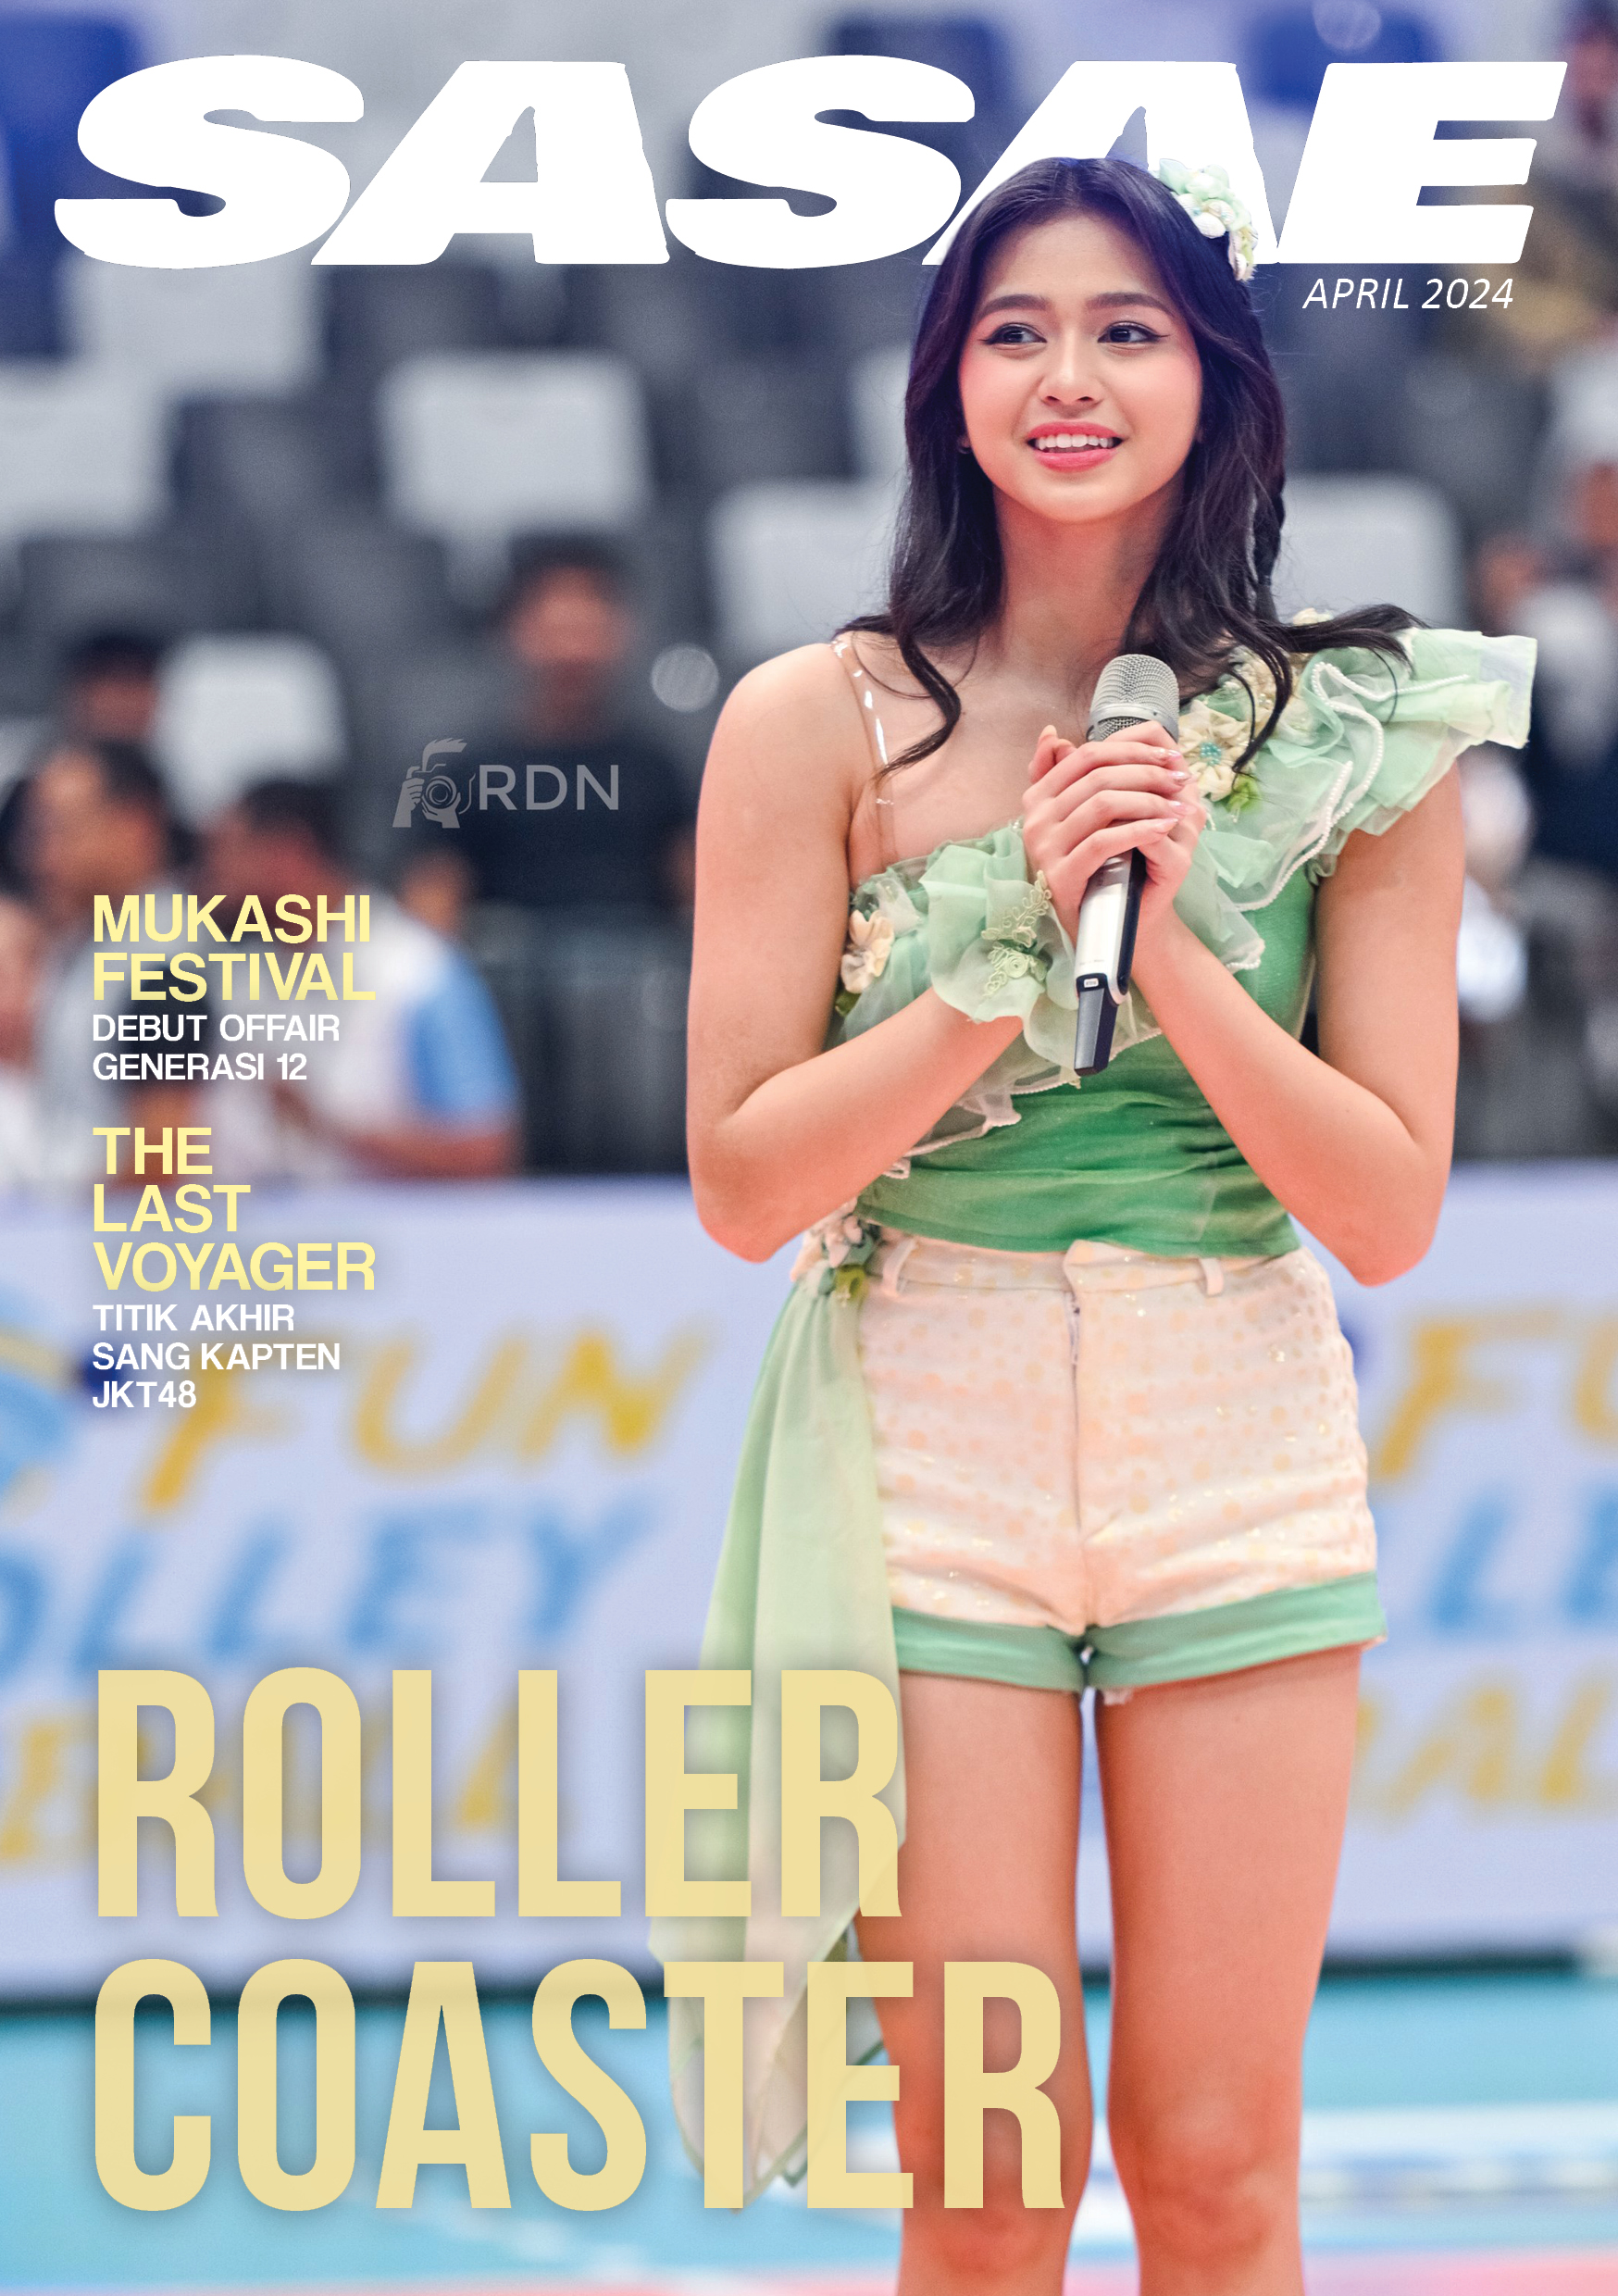 SASAE
APRIL 2024
RDN
MUKASHI
FESTIVAL
DEBUT OFFAIR
GENERASI 12
THE
LAST
VOYAGER
TITIK AKHIR
SANG KAPTEN
JKT48
FUN
ROLLER
COASTER